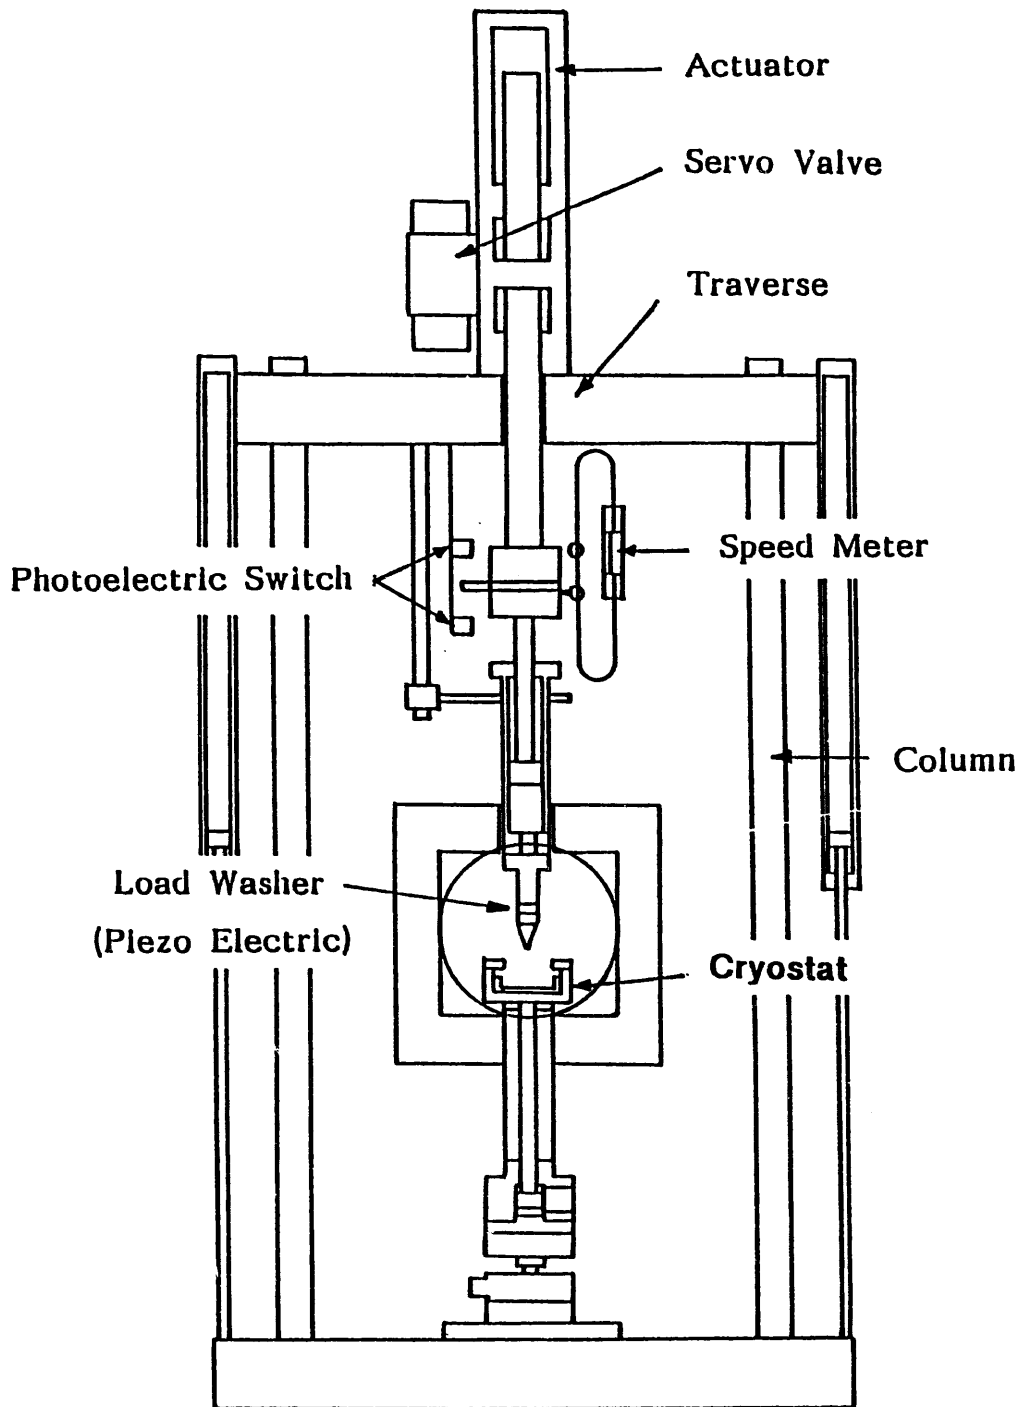 Actuator
Servo Valve
Traverse
Speed Meter
Photoelectric Switch
Column
Load Washer
(Piezo Electric)
Cryostat